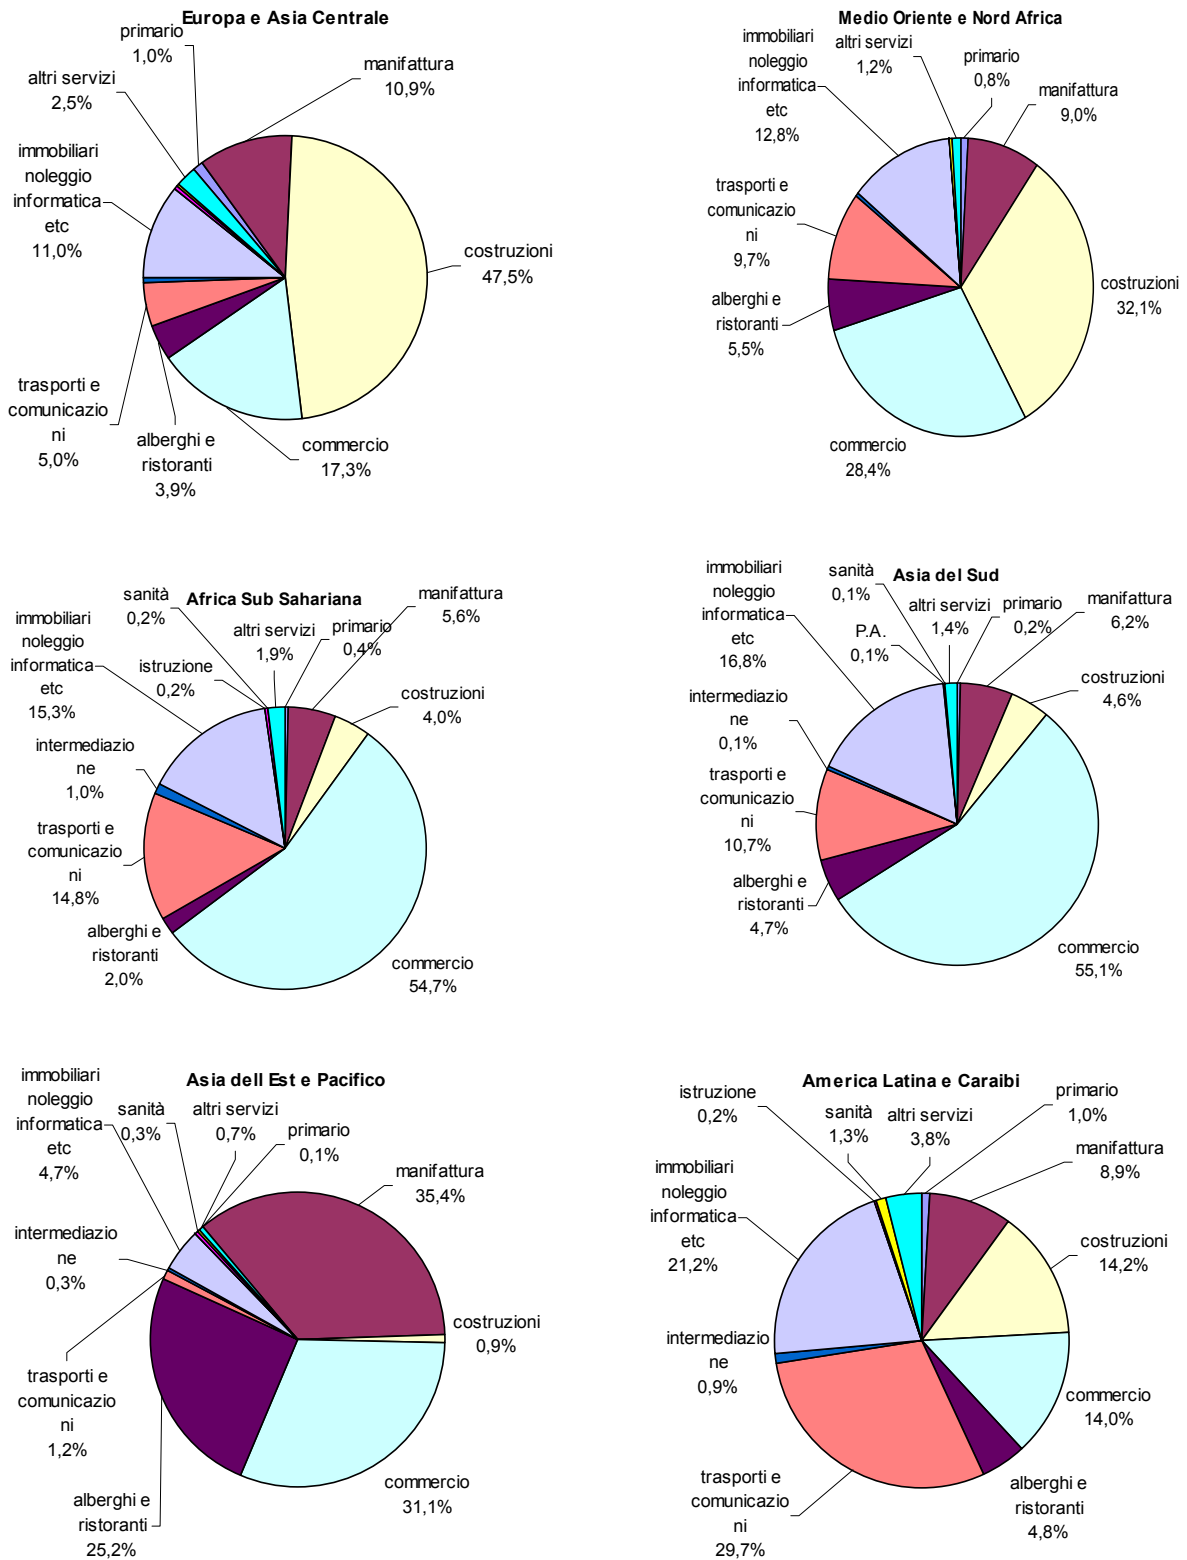 Europa e Asia Centrale
primario
1,0%
manifattura
10,9%
altri servizi
2,5%
immobiliari
noleggio
informatica
etc
11,0%
costruzioni
47,5%
trasporti e
comunicazio
ni
5,0%
alberghi e
ristoranti
3,9%
commercio
17,3%
Medio Oriente e Nord Africa
immobiliari
noleggio
informatica
etc
12,8%
altri servizi
1,2%
primario
0,8%
manifattura
9,0%
trasporti e
comunicazio
ni
9,7%
costruzioni
32,1%
alberghi e
ristoranti
5,5%
commercio
28,4%
Africa Sub Sahariana
sanità
0,2%
manifattura
5,6%
immobiliari
noleggio
informatica
etc
15,3%
altri servizi
1,9%
primario
0,4%
istruzione
0,2%
costruzioni
4,0%
intermediazio
ne
1,0%
trasporti e
comunicazio
ni
14,8%
alberghi e
ristoranti
2,0%
commercio
54,7%
Asia del Sud
immobiliari
noleggio
informatica
etc
16,8%
sanità
0,1%
altri servizi
1,4%
primario
0,2%
manifattura
6,2%
P.A.
0,1%
costruzioni
4,6%
intermediazio
ne
0,1%
trasporti e
comunicazio
ni
10,7%
alberghi e
ristoranti
4,7%
commercio
55,1%
Asia dell Est e Pacifico
immobiliari
noleggio
informatica
etc
4,7%
sanità
0,3%
altri servizi
0,7%
primario
0,1%
manifattura
35,4%
intermediazio
ne
0,3%
costruzioni
0,9%
trasporti e
comunicazio
ni
1,2%
alberghi e
ristoranti
25,2%
commercio
31,1%
America Latina e Caraibi
istruzione
0,2%
sanità
1,3%
altri servizi
3,8%
primario
1,0%
manifattura
8,9%
immobiliari
noleggio
informatica
etc
21,2%
costruzioni
14,2%
intermediazio
ne
0,9%
commercio
14,0%
trasporti e
comunicazio
ni
29,7%
alberghi e
ristoranti
4,8%